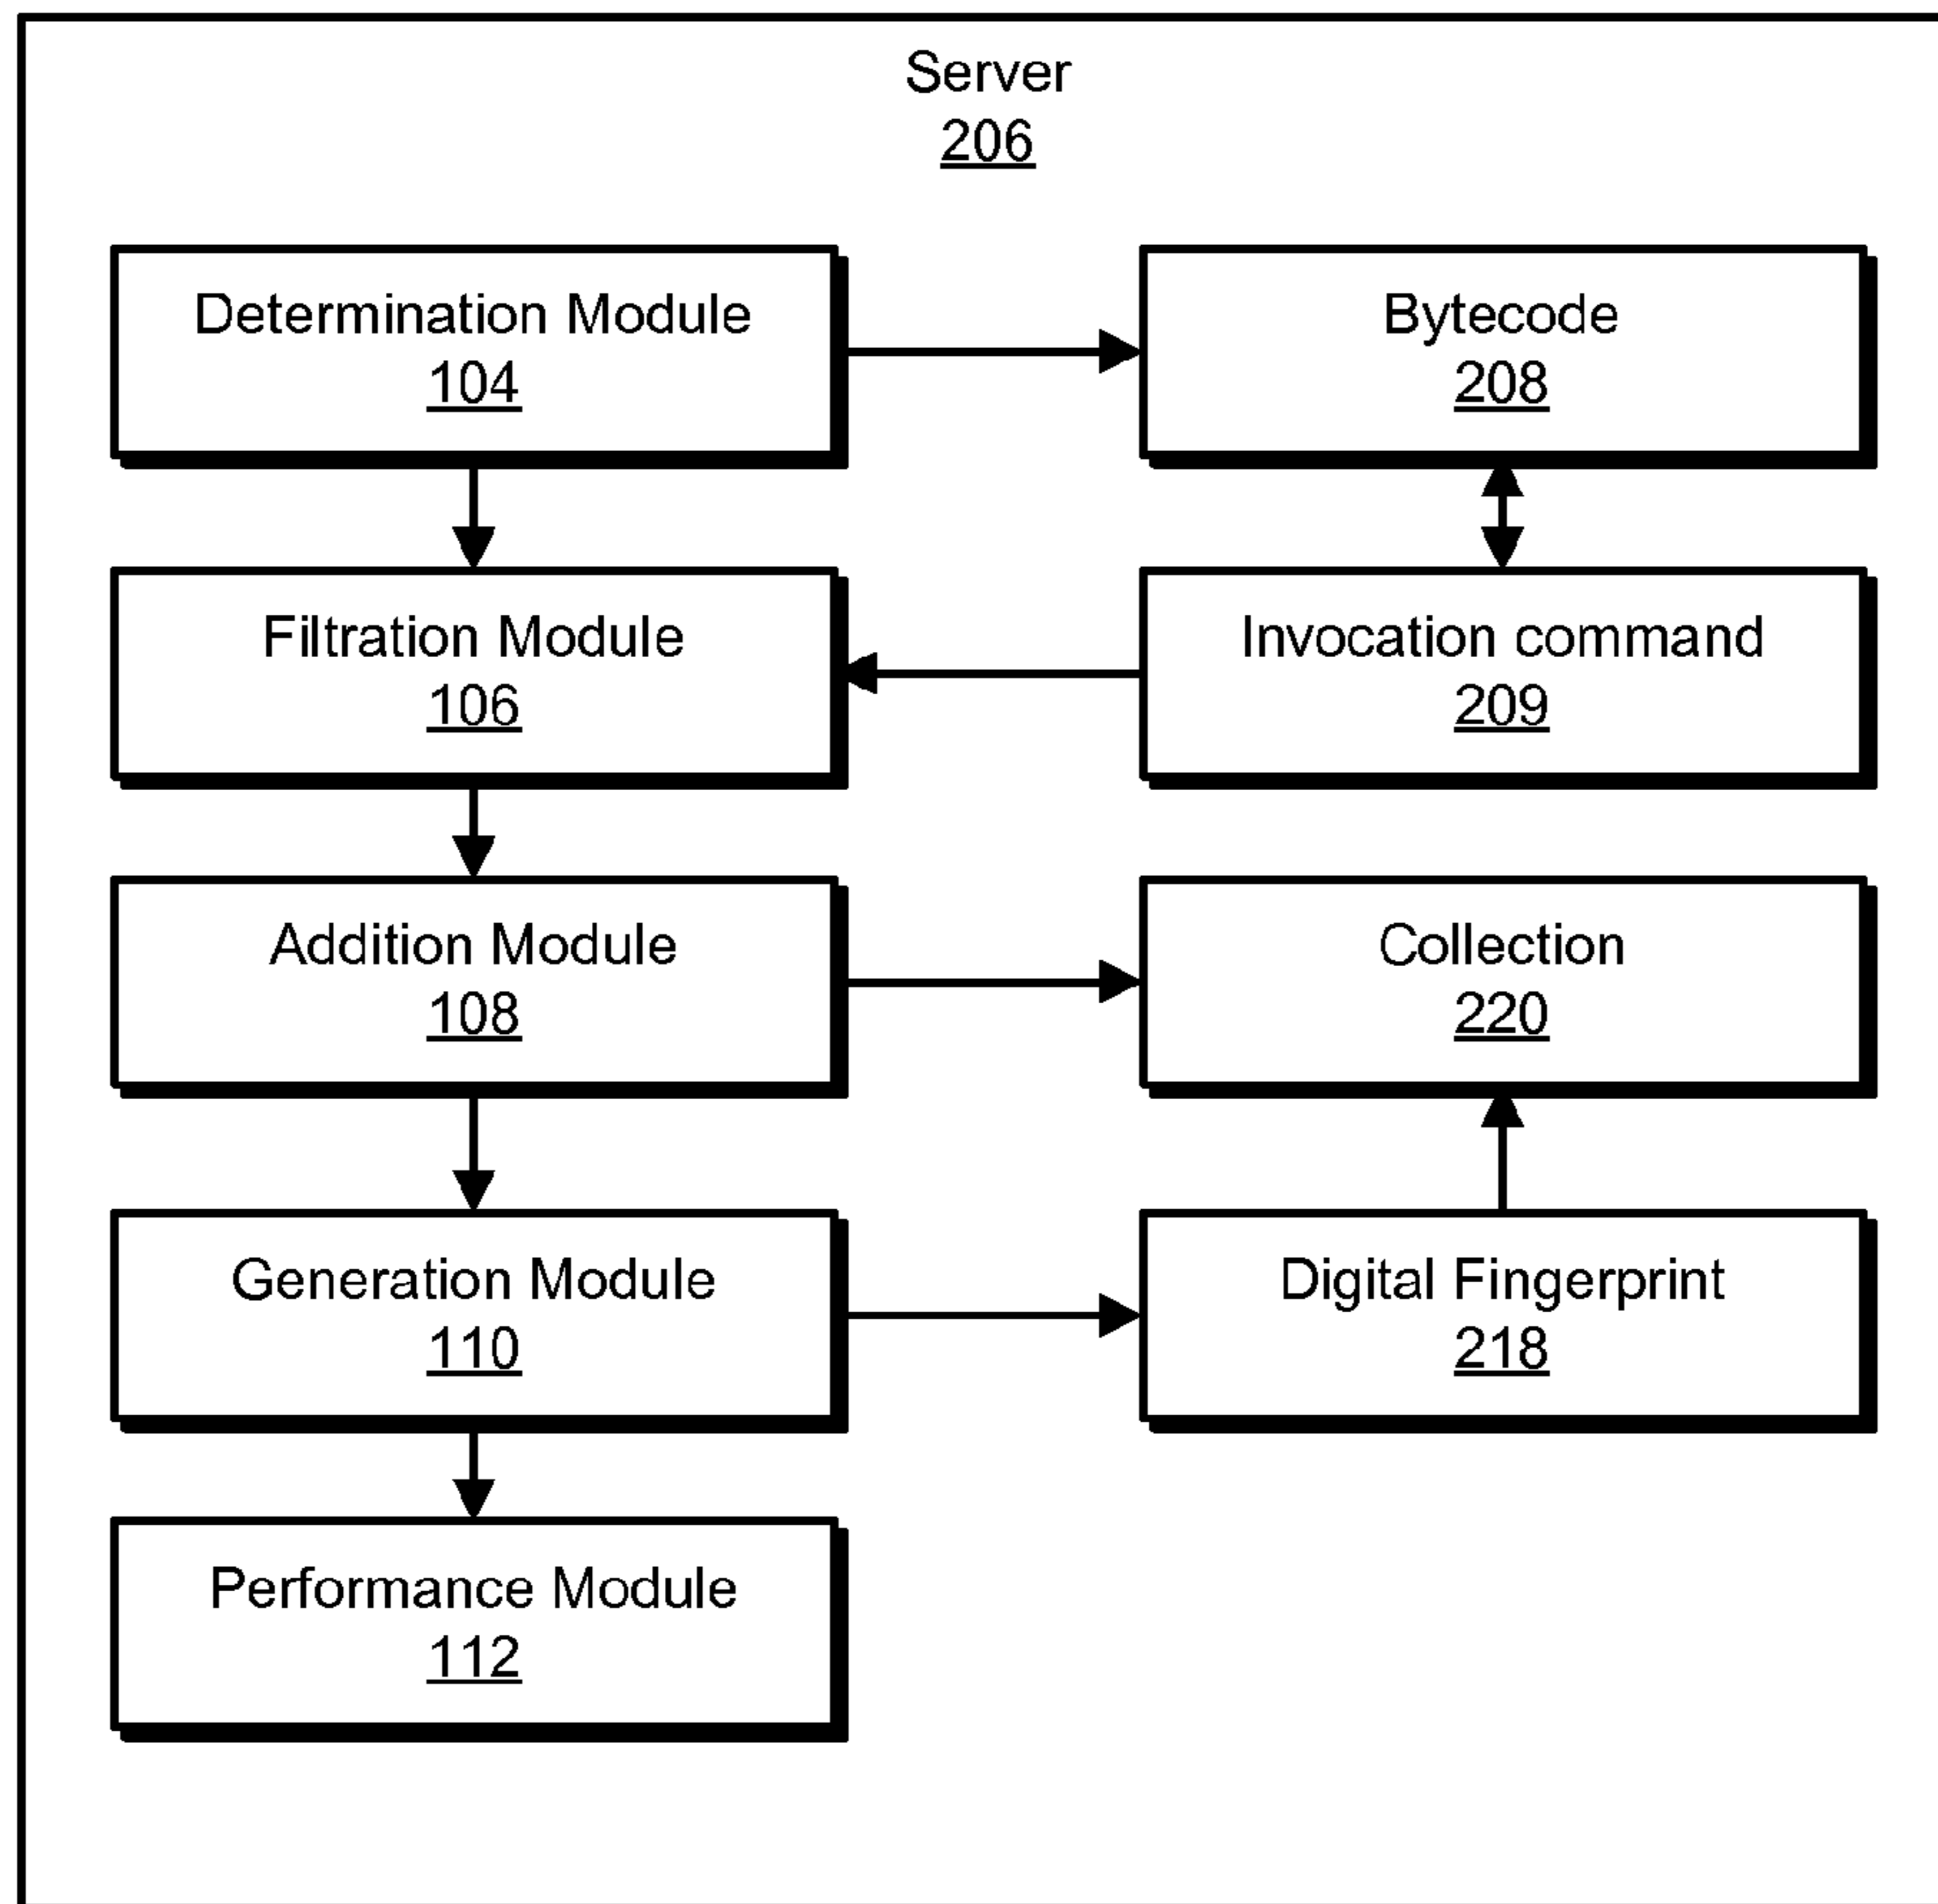 Server
206
Determination Module
104
Bytecode
208
Filtration Module
106
Invocation command
209
Addition Module
108
Collection
220
Generation Module
110
Digital Fingerprint
218
Performance Module
112